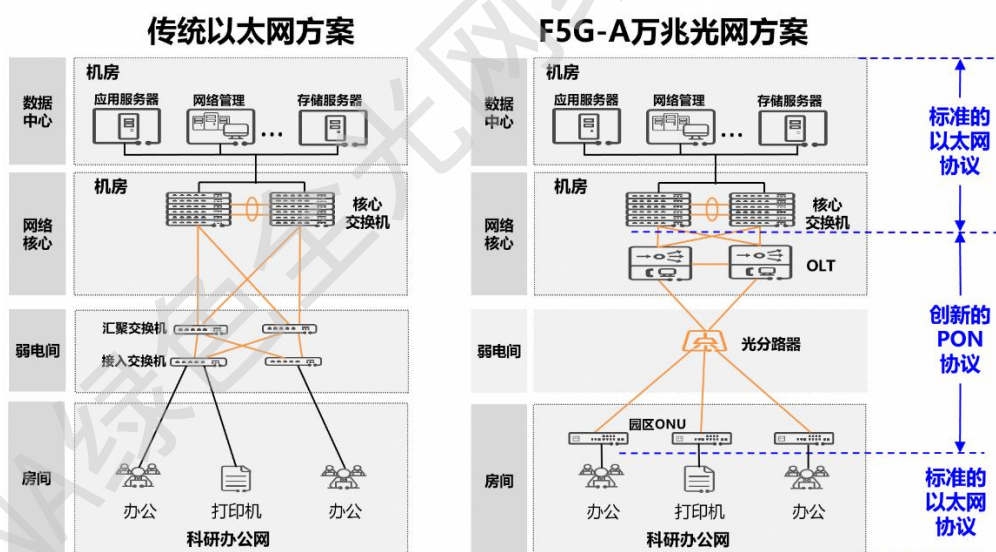 传统以太网方案
机房
数据
中心
应用服务器
网络管理
存储服务器
...
机房
网络
核心
核心
交换机
弱电间
汇聚交换机
接入交换机
房间
办公
打印机
办公
科研办公网
F5G-A万兆光网方案
机房
数据
中心
应用服务器
网络管理
存储服务器
...
机房
网络
核心
核心
交换机
OLT
弱电间
光分路器
房间
园区ONU
办公
打印机
办公
科研办公网
标准的
以太网
协议
创新的
PON
协议
标准的
以太网
协议
NA绿色全光网